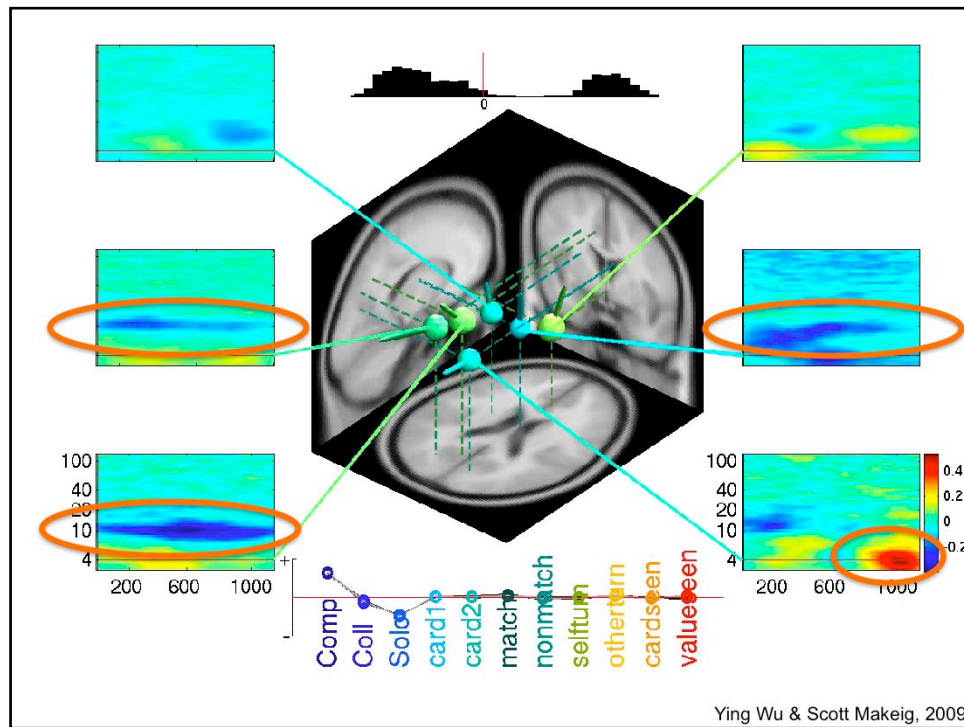 0
100
40
20
10
4
200 600 1000
+
-
Comp
Coll
Solo
card1
card2
match
nonmatch
selfturn
otherturn
cardseen
valueseen
100
40
20
10
4
200 600 1000
0.4
0.2
0
-0.2
Ying Wu & Scott Makeig, 2009